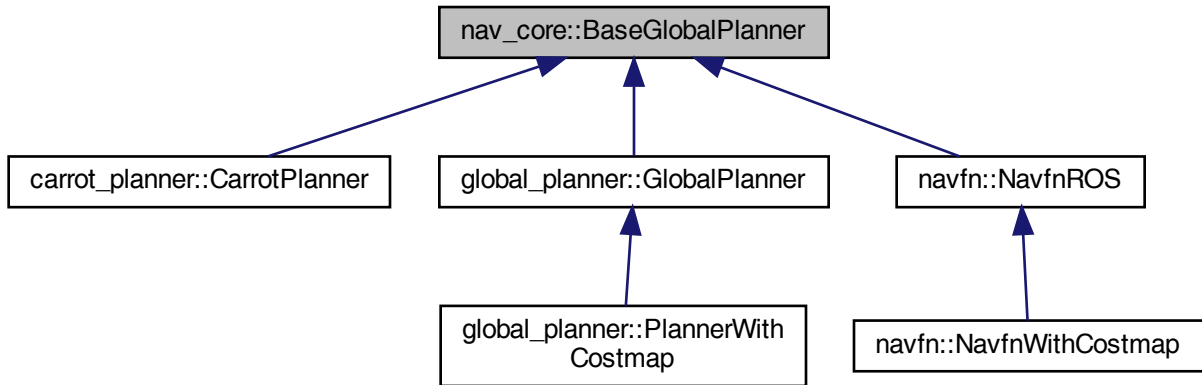 nav_core::BaseGlobalPlanner
carrot_planner::CarrotPlanner
global_planner::GlobalPlanner
navfn::NavfnROS
global_planner::PlannerWith
Costmap
navfn::NavfnWithCostmap